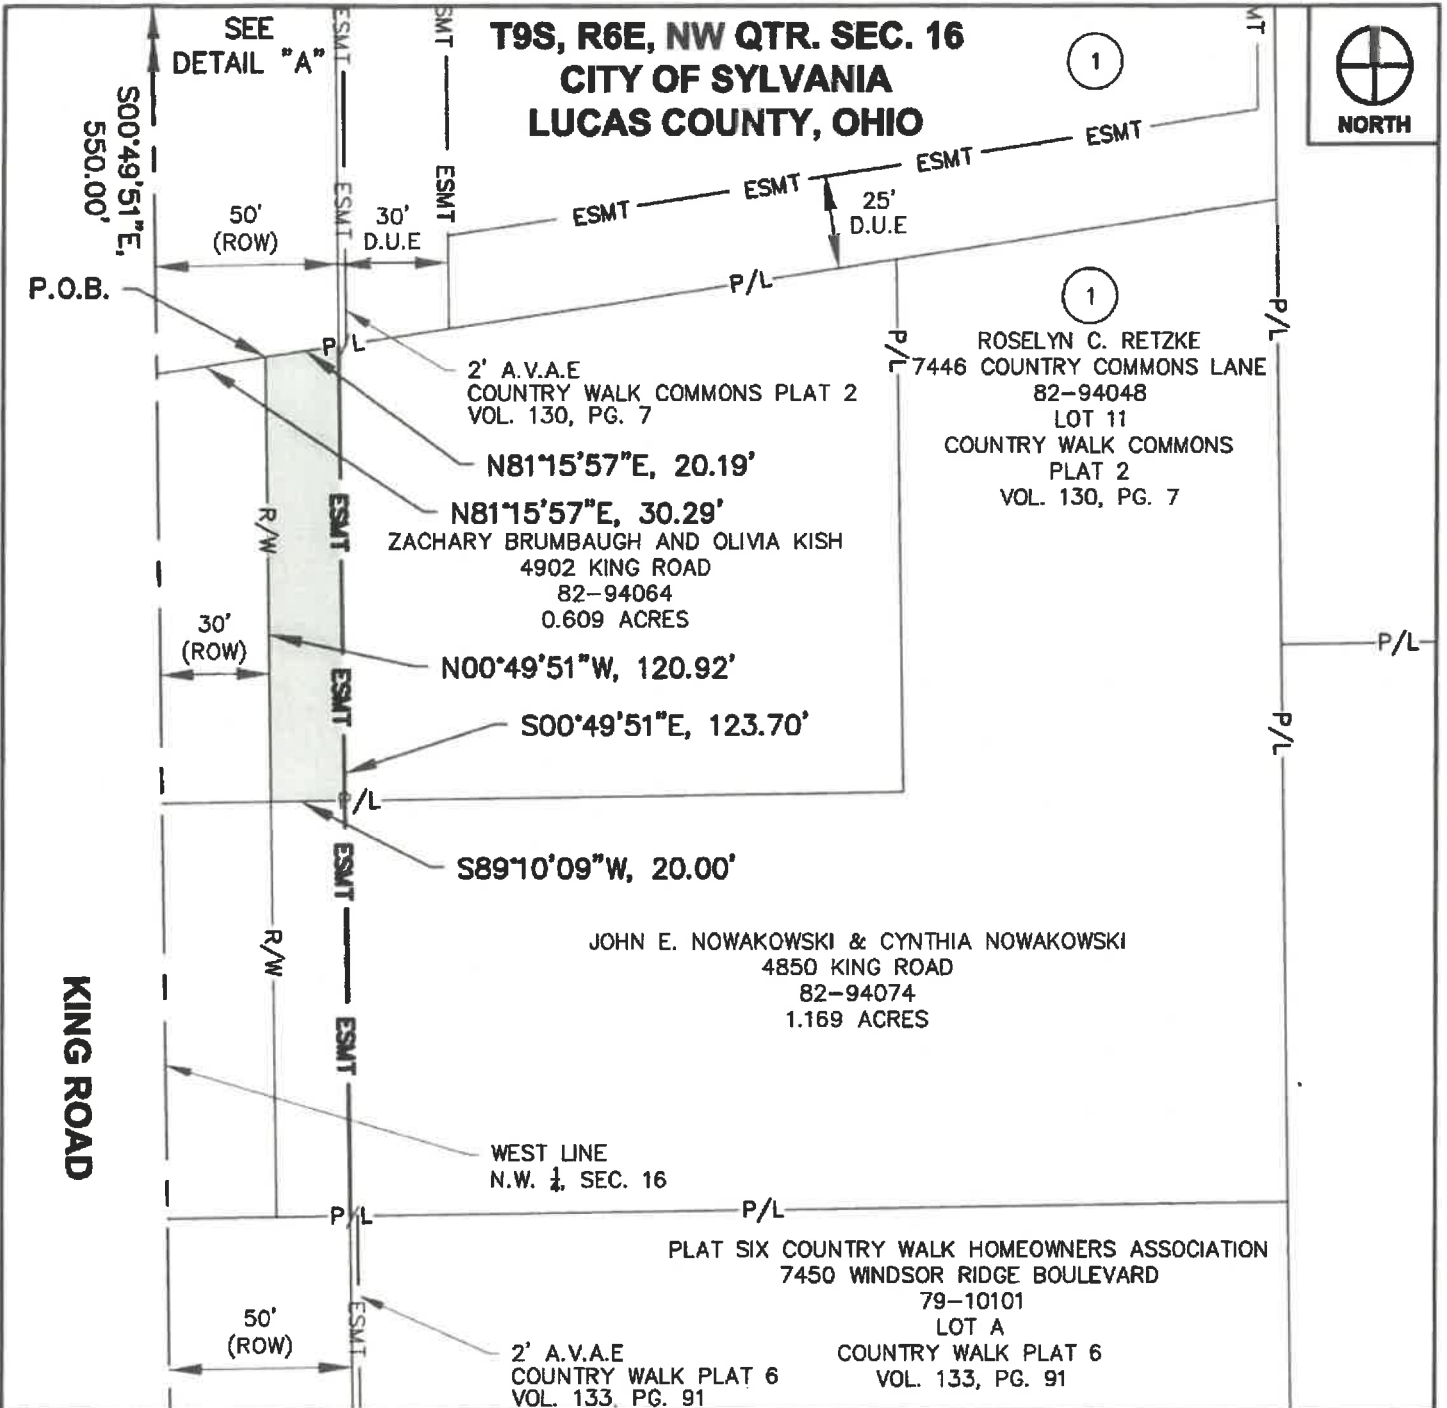 SEE
DETAIL "A"
T9S, R6E, NW QTR. SEC. 16
CITY OF SYLVANIA
LUCAS COUNTY, OHIO
1
NORTH
S00°49'51"E,
550.00'
ESMT
SMT
MT
ESMT
ESMT
ESMT
ESMT
ESMT
ESMT
50'
(ROW)
30'
D.U.E
25'
D.U.E
P.O.B.
P/L
P/L
P/L
P/L
1
ROSELYN C. RETZKE
7446 COUNTRY COMMONS LANE
82-94048
LOT 11
COUNTRY WALK COMMONS
PLAT 2
VOL. 130, PG. 7
2' A.V.A.E
COUNTRY WALK COMMONS PLAT 2
VOL. 130, PG. 7
N81°15'57"E, 20.19'
N81°15'57"E, 30.29'
R/W
ESMT
ZACHARY BRUMBAUGH AND OLIVIA KISH
4902 KING ROAD
82-94064
0.609 ACRES
30'
(ROW)
P/L
N00°49'51"W, 120.92'
ESMT
S00°49'51"E, 123.70'
P/L
P/L
S89°10'09"W, 20.00'
ESMT
R/W
JOHN E. NOWAKOWSKI & CYNTHIA NOWAKOWSKI
4850 KING ROAD
82-94074
1.169 ACRES
KING ROAD
ESMT
WEST LINE
N.W. ¼, SEC. 16
P/L
P/L
PLAT SIX COUNTRY WALK HOMEOWNERS ASSOCIATION
7450 WINDSOR RIDGE BOULEVARD
79-10101
LOT A
COUNTRY WALK PLAT 6
VOL. 133, PG. 91
50'
(ROW)
ESMT
2' A.V.A.E
COUNTRY WALK PLAT 6
VOL. 133, PG. 91